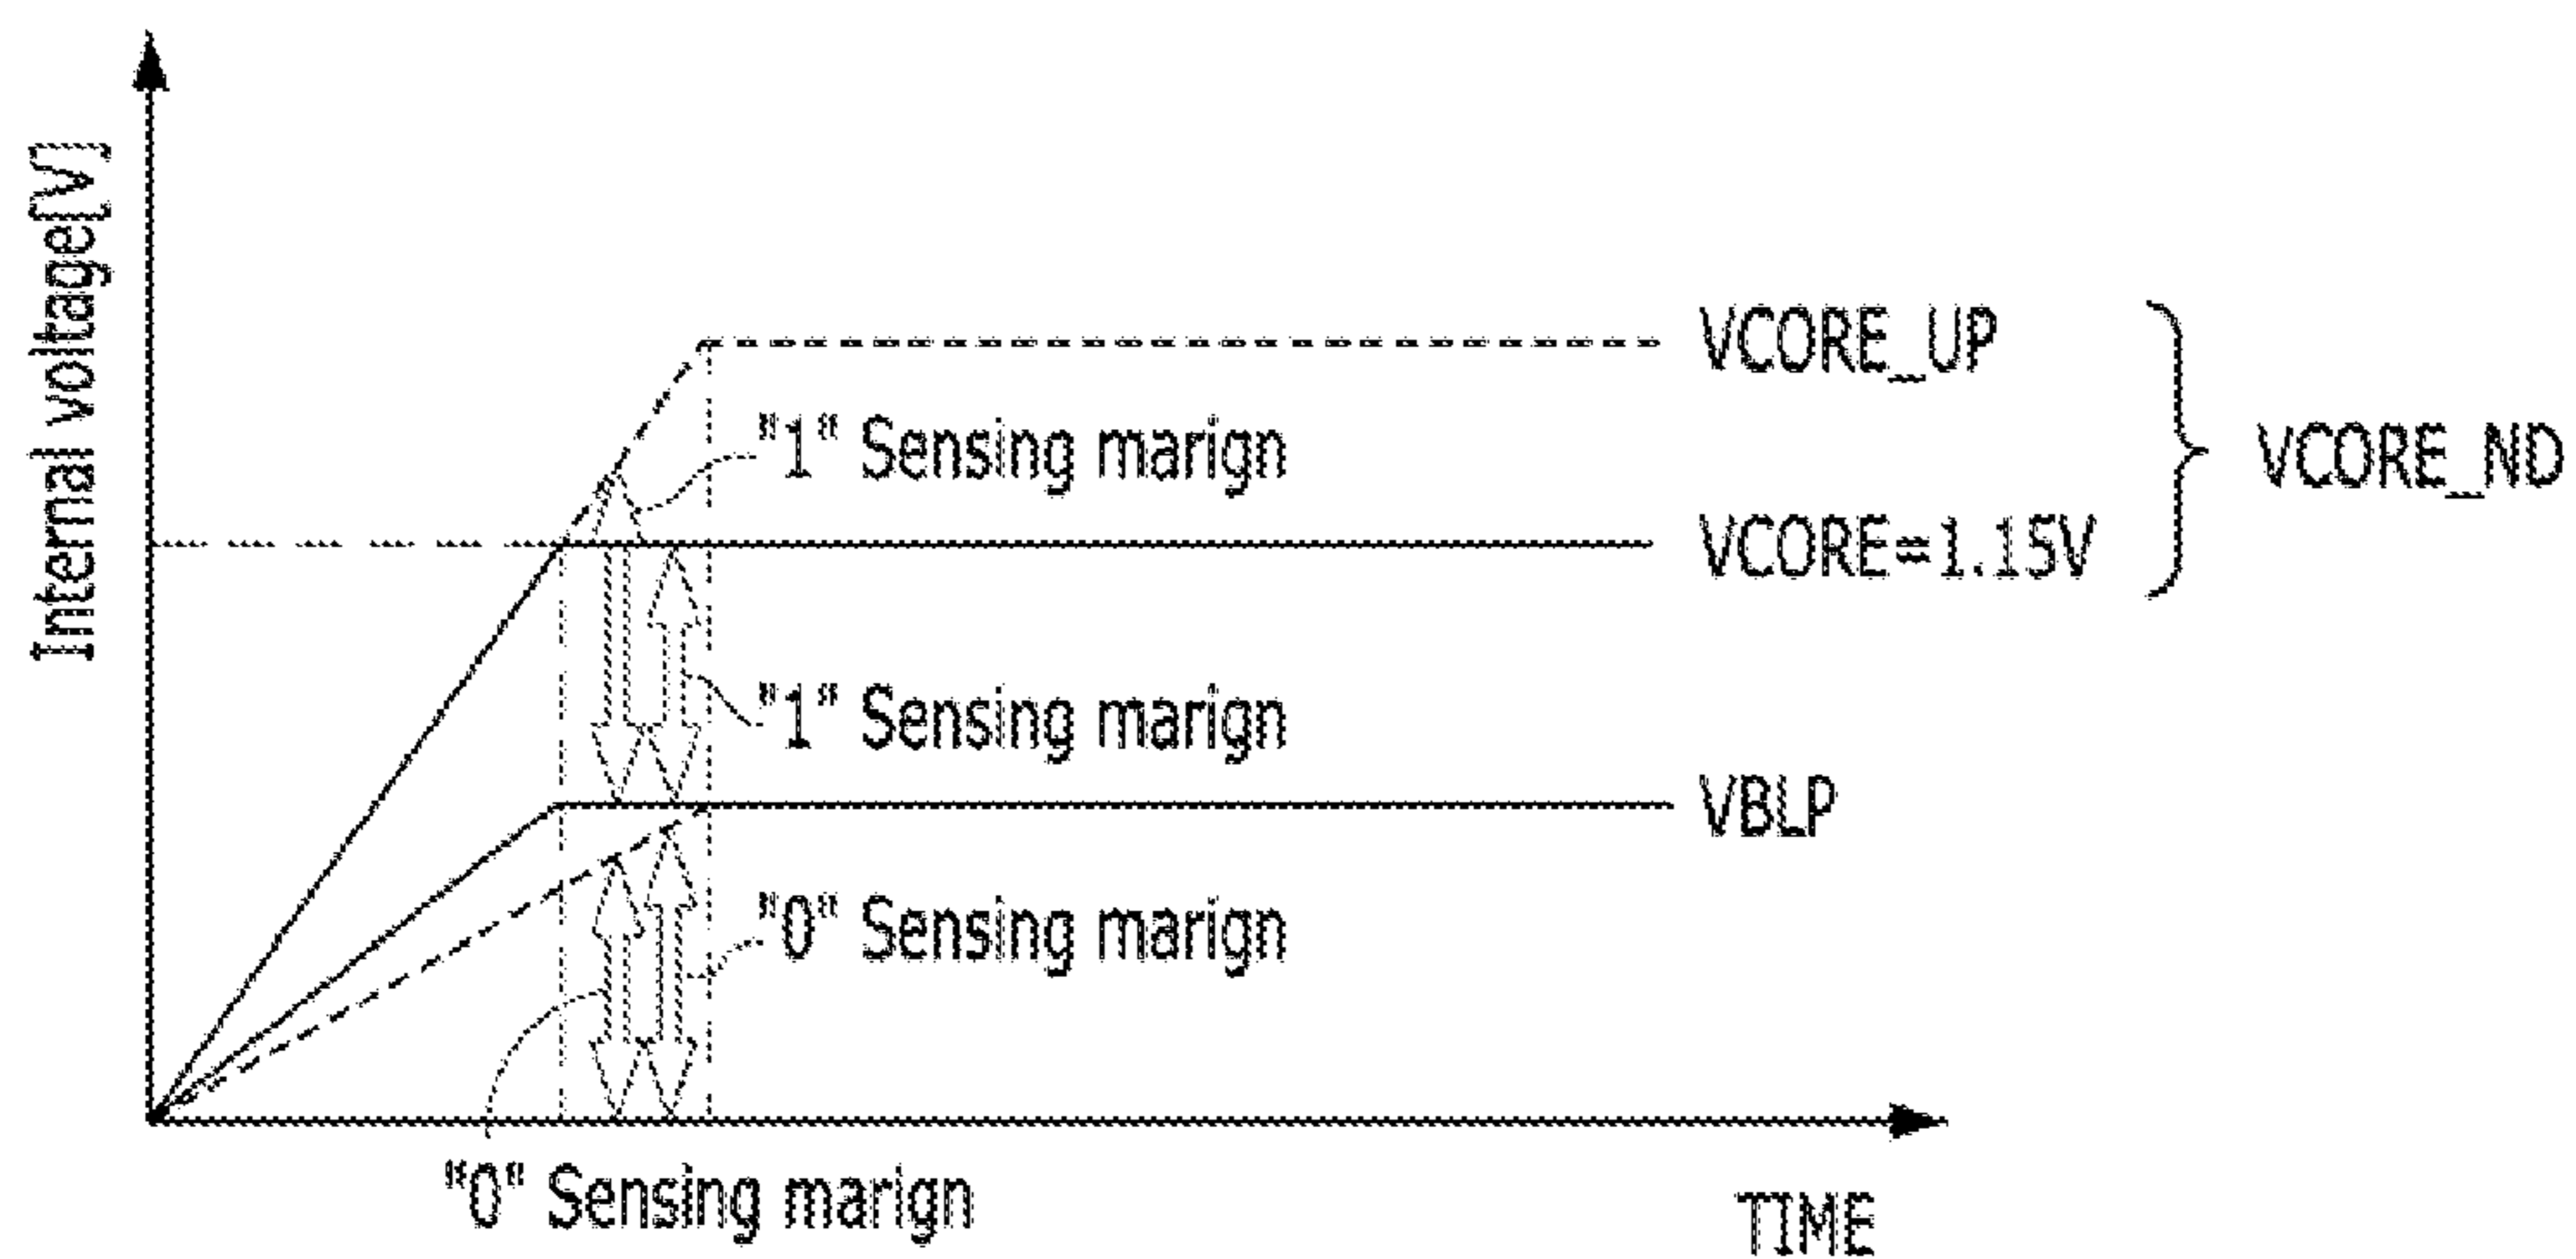 Internal voltage[V]
VCORE_UP
"1" Sensing marign
VCORE_ND
VCORE=1.15V
"1" Sensing marign
VBLP
"0" Sensing marign
"0" Sensing marign
TIME